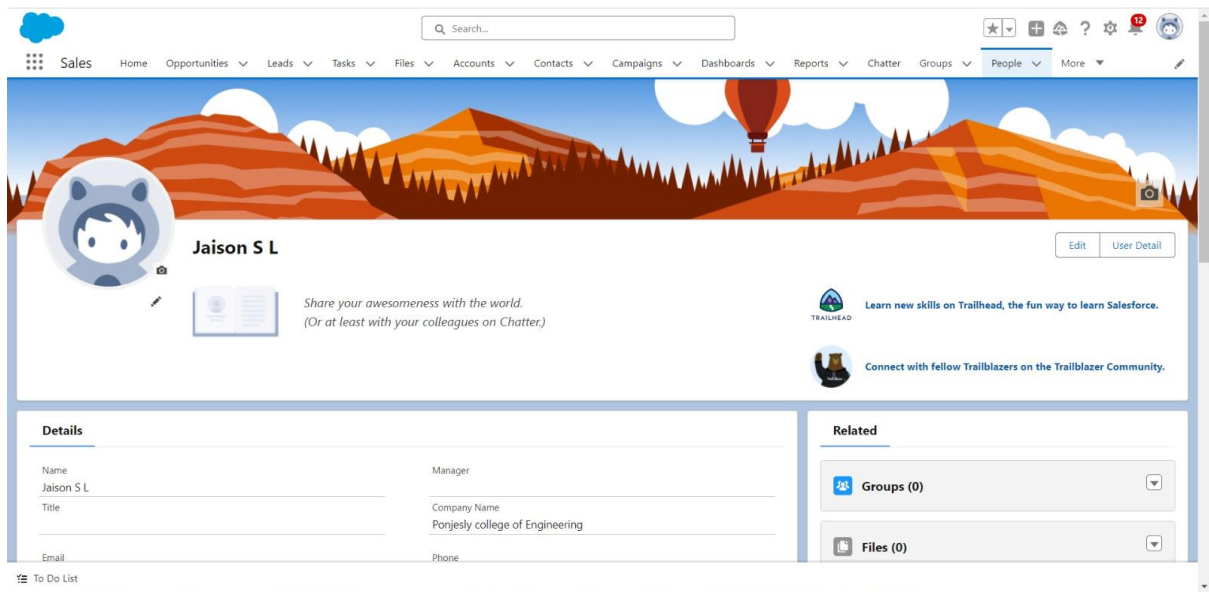 Search...
12
Sales Home Opportunities Leads Tasks Files Accounts Contacts Campaigns Dashboards Reports Chatter Groups People More
Jaison S L
Edit User Detail
Share your awesomeness with the world.
(Or at least with your colleagues on Chatter.)
TRAILHEAD
Learn new skills on Trailhead, the fun way to learn Salesforce.
Connect with fellow Trailblazers on the Trailblazer Community.
Details
Name
Jaison S L
Manager
Title
Company Name
Ponjesly college of Engineering
Email
Phone
Related
Groups (0)
Files (0)
To Do List